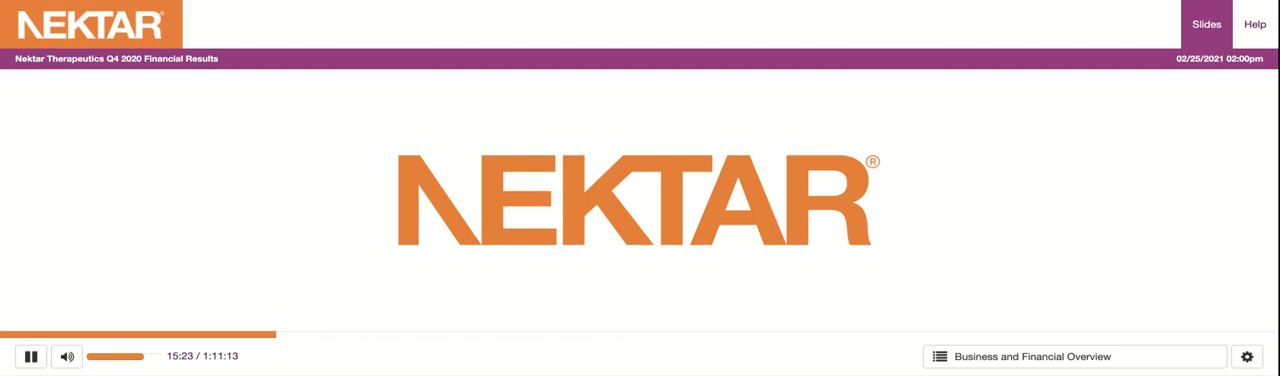 NEKTAR®
Slides
Help
Nektar Therapeutics Q4 2020 Financial Results
02/25/2021 02:00pm
NEKTAR®
15:23 / 1:11:13
Business and Financial Overview